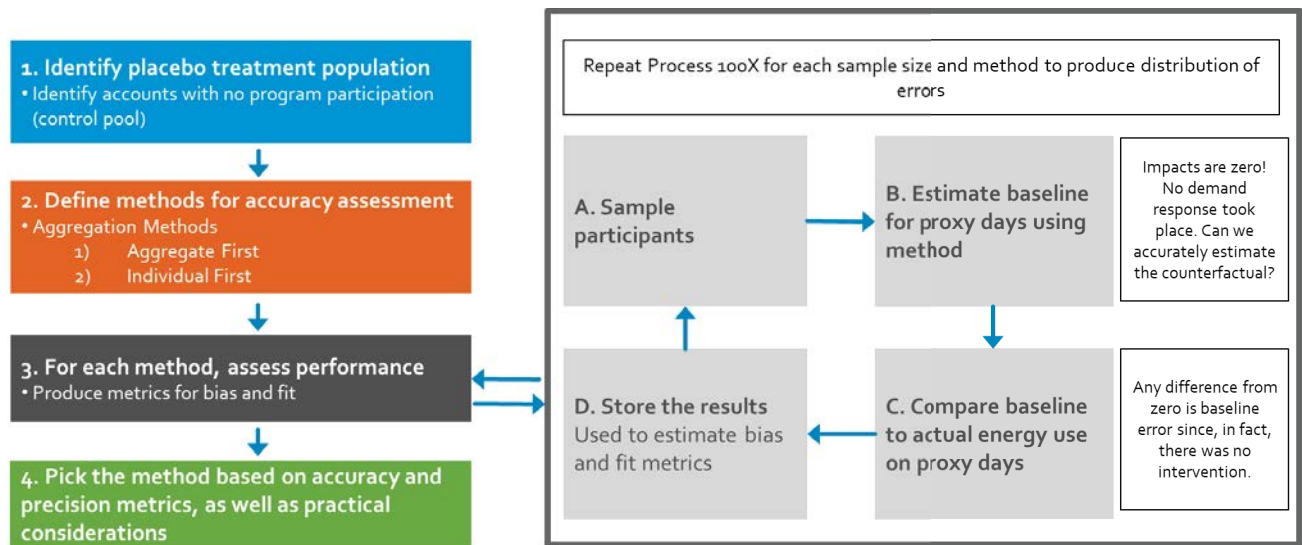 1. Identify placebo treatment population
• Identify accounts with no program participation
(control pool)
2. Define methods for accuracy assessment
• Aggregation Methods
1) Aggregate First
2) Individual First
3. For each method, assess performance
• Produce metrics for bias and fit
4. Pick the method based on accuracy and
precision metrics, as well as practical
considerations
Repeat Process 100X for each sample size and method to produce distribution of
errors
A. Sample
participants
B. Estimate baseline
for proxy days using
method
Impacts are zero!
No demand
response took
place. Can we
accurately estimate
the counterfactual?
D. Store the results
Used to estimate bias
and fit metrics
C. Compare baseline
to actual energy use
on proxy days
Any difference from
zero is baseline
error since, in fact,
there was no
intervention.